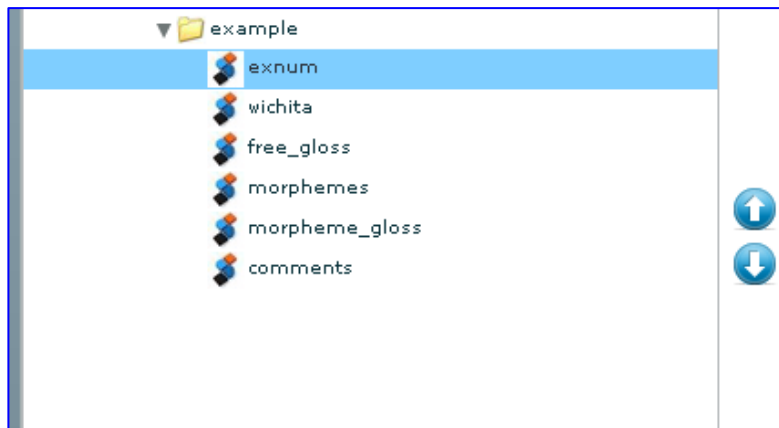 example
exnum
wichita
free_gloss
morphemes
morpheme_gloss
comments